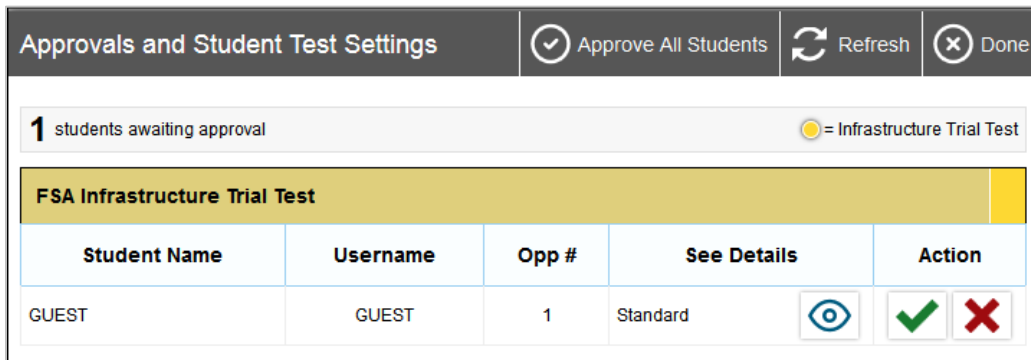 Approvals and Student Test Settings Approve All Students Refresh Done
1 students awaiting approval = Infrastructure Trial Test
FSA Infrastructure Trial Test
Student Name Username Opp # See Details Action
GUEST GUEST 1 Standard